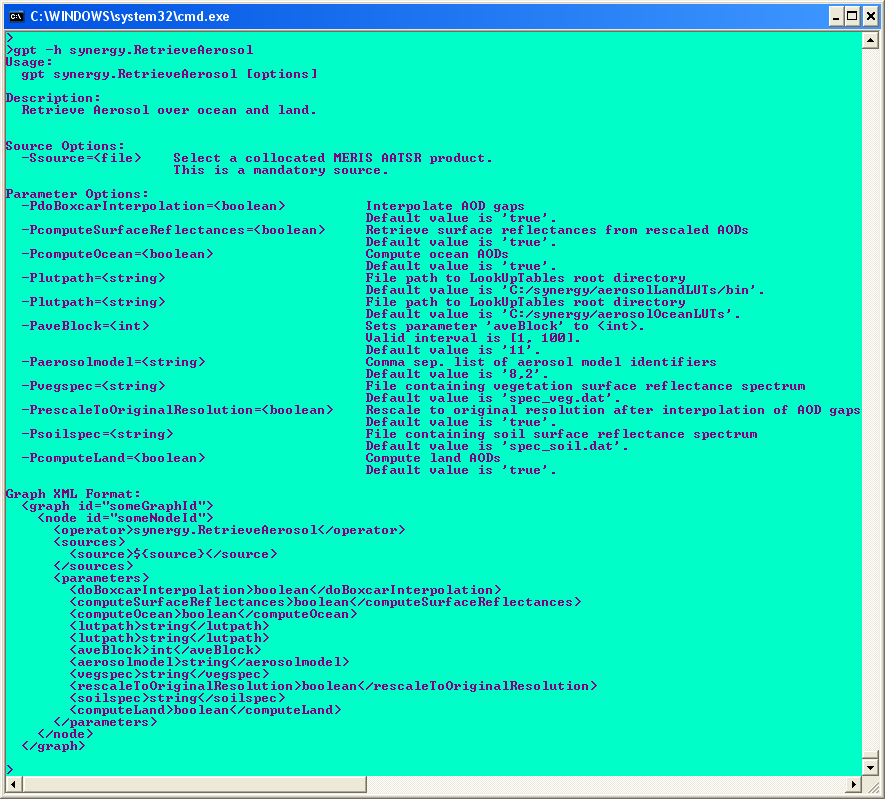 C:\WINDOWS\system32\cmd.exe
>
>gpt -h synergy.RetrieveAerosol
Usage:
  gpt synergy.RetrieveAerosol [options]
Description:
  Retrieve Aerosol over ocean and land.
Source Options:
  -Ssource=<file>    Select a collocated MERIS AATSR product.
                     This is a mandatory source.
Parameter Options:
  -PdoBoxcarInterpolation=<boolean>          Interpolate AOD gaps
                                             Default value is 'true'.
  -PcomputeSurfaceReflectances=<boolean>     Retrieve surface reflectances from rescaled AODs
                                             Default value is 'true'.
  -PcomputeOcean=<boolean>                   Compute ocean AODs
                                             Default value is 'true'.
  -Plutpath=<string>                         File path to LookUpTables root directory
                                             Default value is 'C:/synergy/aerosolLandLUTs/bin'.
  -Plutpath=<string>                         File path to LookUpTables root directory
                                             Default value is 'C:/synergy/aerosolOceanLUTs'.
  -PaveBlock=<int>                           Sets parameter 'aveBlock' to <int>.
                                             Valid interval is [1, 100].
                                             Default value is '11'.
  -Paerosolmodel=<string>                    Comma sep. list of aerosol model identifiers
                                             Default value is '8,2'.
  -Pvegspec=<string>                         File containing vegetation surface reflectance spectrum
                                             Default value is 'spec_veg.dat'.
  -PrescaleToOriginalResolution=<boolean>    Rescale to original resolution after interpolation of AOD gaps
                                             Default value is 'true'.
  -Psoilspec=<string>                        File containing soil surface reflectance spectrum
                                             Default value is 'spec_soil.dat'.
  -PcomputeLand=<boolean>                    Compute land AODs
                                             Default value is 'true'.
Graph XML Format:
  <graph id="someGraphId">
    <node id="someNodeId">
      <operator>synergy.RetrieveAerosol</operator>
      <sources>
        <source>${source}</source>
      </sources>
      <parameters>
        <doBoxcarInterpolation>boolean</doBoxcarInterpolation>
        <computeSurfaceReflectances>boolean</computeSurfaceReflectances>
        <computeOcean>boolean</computeOcean>
        <lutpath>string</lutpath>
        <lutpath>string</lutpath>
        <aveBlock>int</aveBlock>
        <aerosolmodel>string</aerosolmodel>
        <vegspec>string</vegspec>
        <rescaleToOriginalResolution>boolean</rescaleToOriginalResolution>
        <soilspec>string</soilspec>
        <computeLand>boolean</computeLand>
      </parameters>
    </node>
  </graph>
>